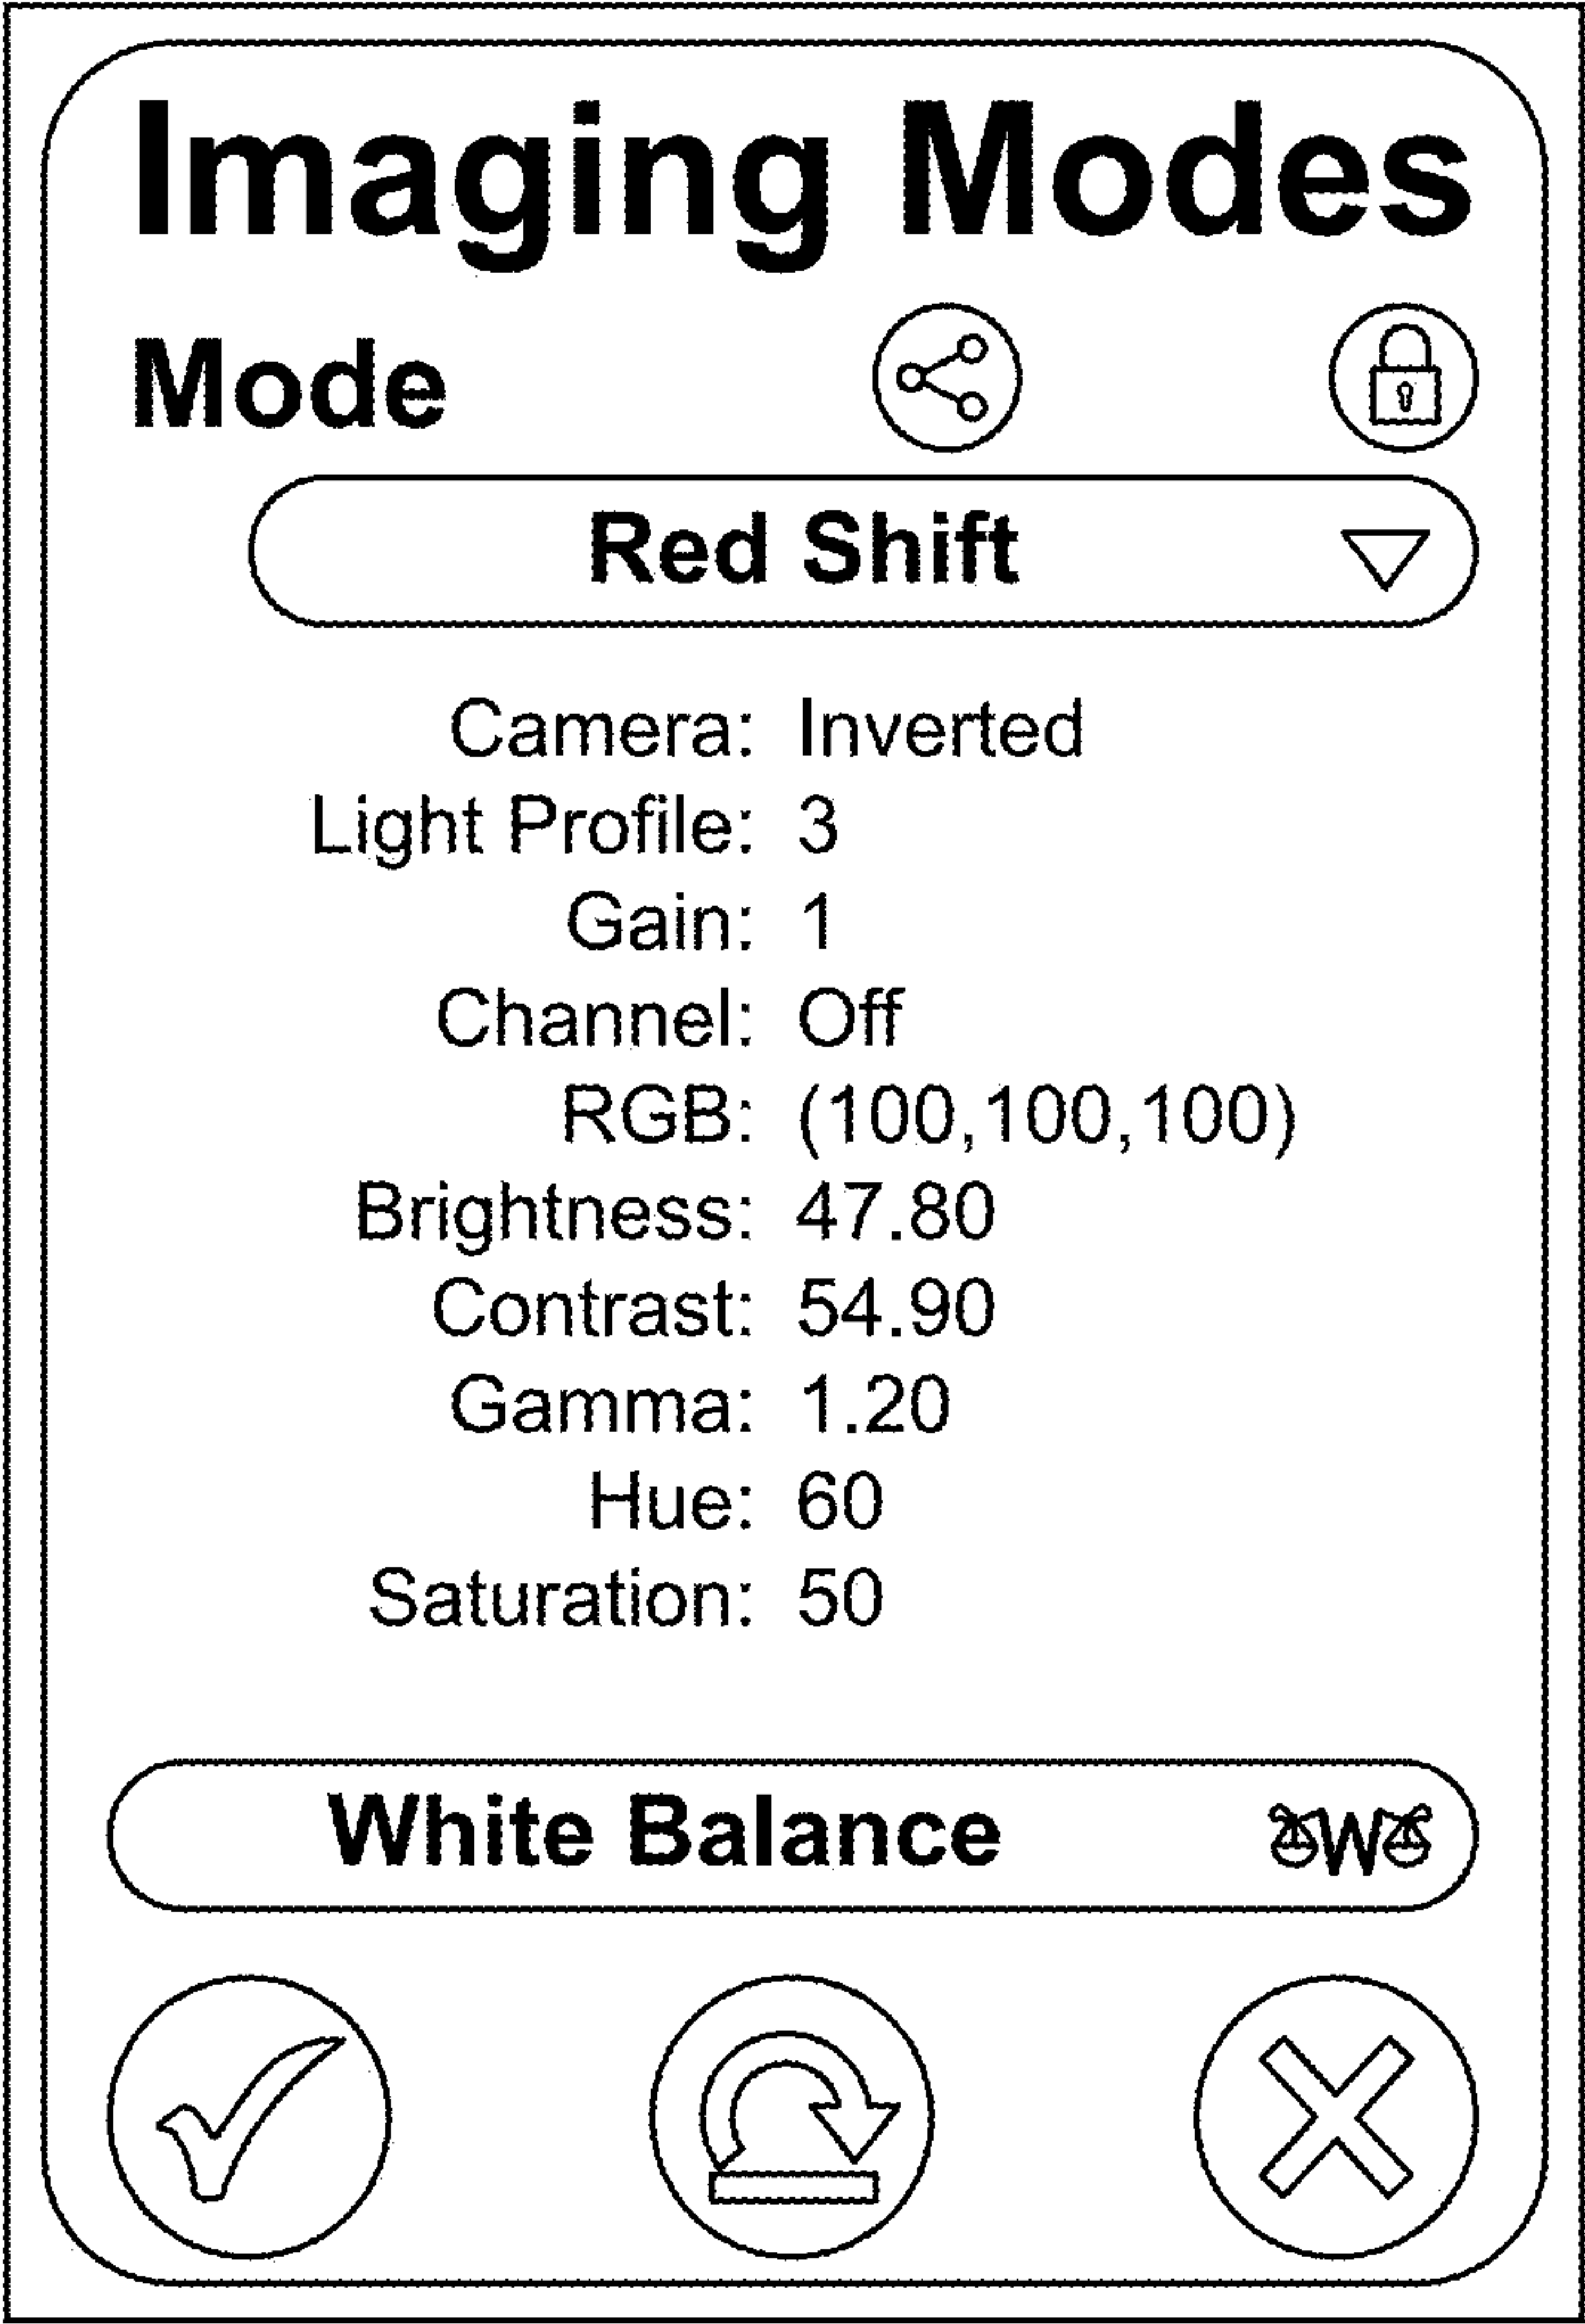 Imaging Modes
Mode
Red Shift
Camera: Inverted
Light Profile: 3
Gain: 1
Channel: Off
RGB: (100,100,100)
Brightness: 47.80
Contrast: 54.90
Gamma: 1.20
Hue: 60
Saturation: 50
White Balance W